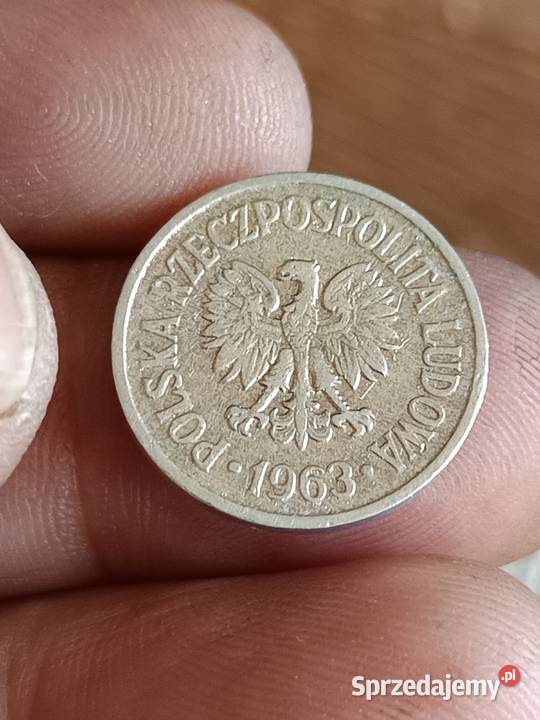 POLSKA RZECZPOSPOLITA LUDOWA
· 1963 ·
Sprzedajemy.pl